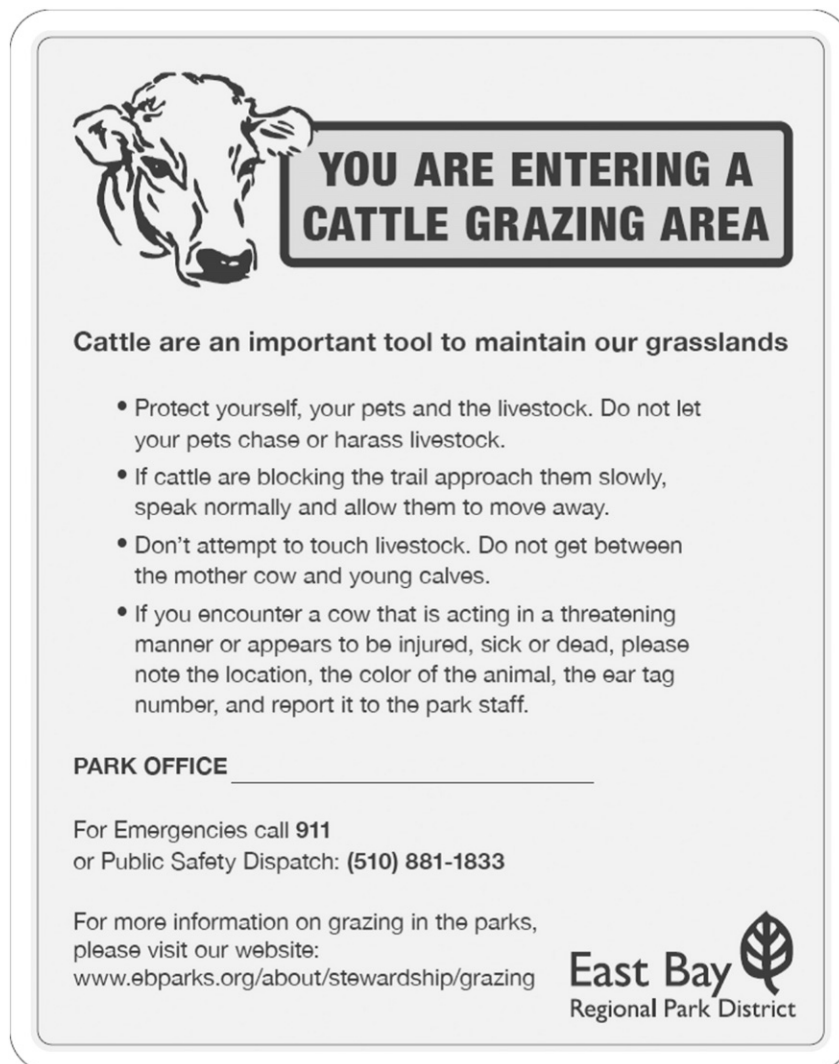 YOU ARE ENTERING A
CATTLE GRAZING AREA
Cattle are an important tool to maintain our grasslands
• Protect yourself, your pets and the livestock. Do not let
your pets chase or harass livestock.
• If cattle are blocking the trail approach them slowly,
speak normally and allow them to move away.
• Don't attempt to touch livestock. Do not get between
the mother cow and young calves.
• If you encounter a cow that is acting in a threatening
manner or appears to be injured, sick or dead, please
note the location, the color of the animal, the ear tag
number, and report it to the park staff.
PARK OFFICE
For Emergencies call 911
or Public Safety Dispatch: (510) 881-1833
For more information on grazing in the parks,
please visit our website:
www.ebparks.org/about/stewardship/grazing
East Bay
Regional Park District